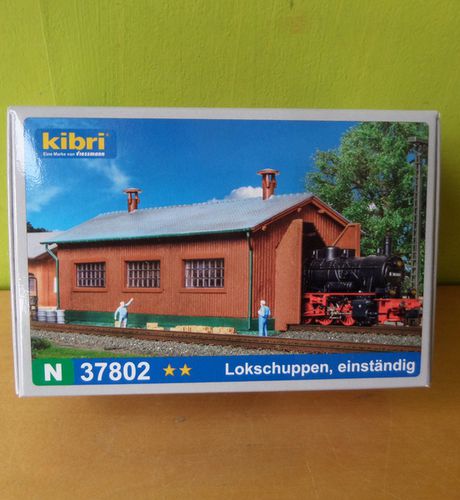 kibri
Eine Marke von Viessmann
N 37802 ★★ Lokschuppen, einständig